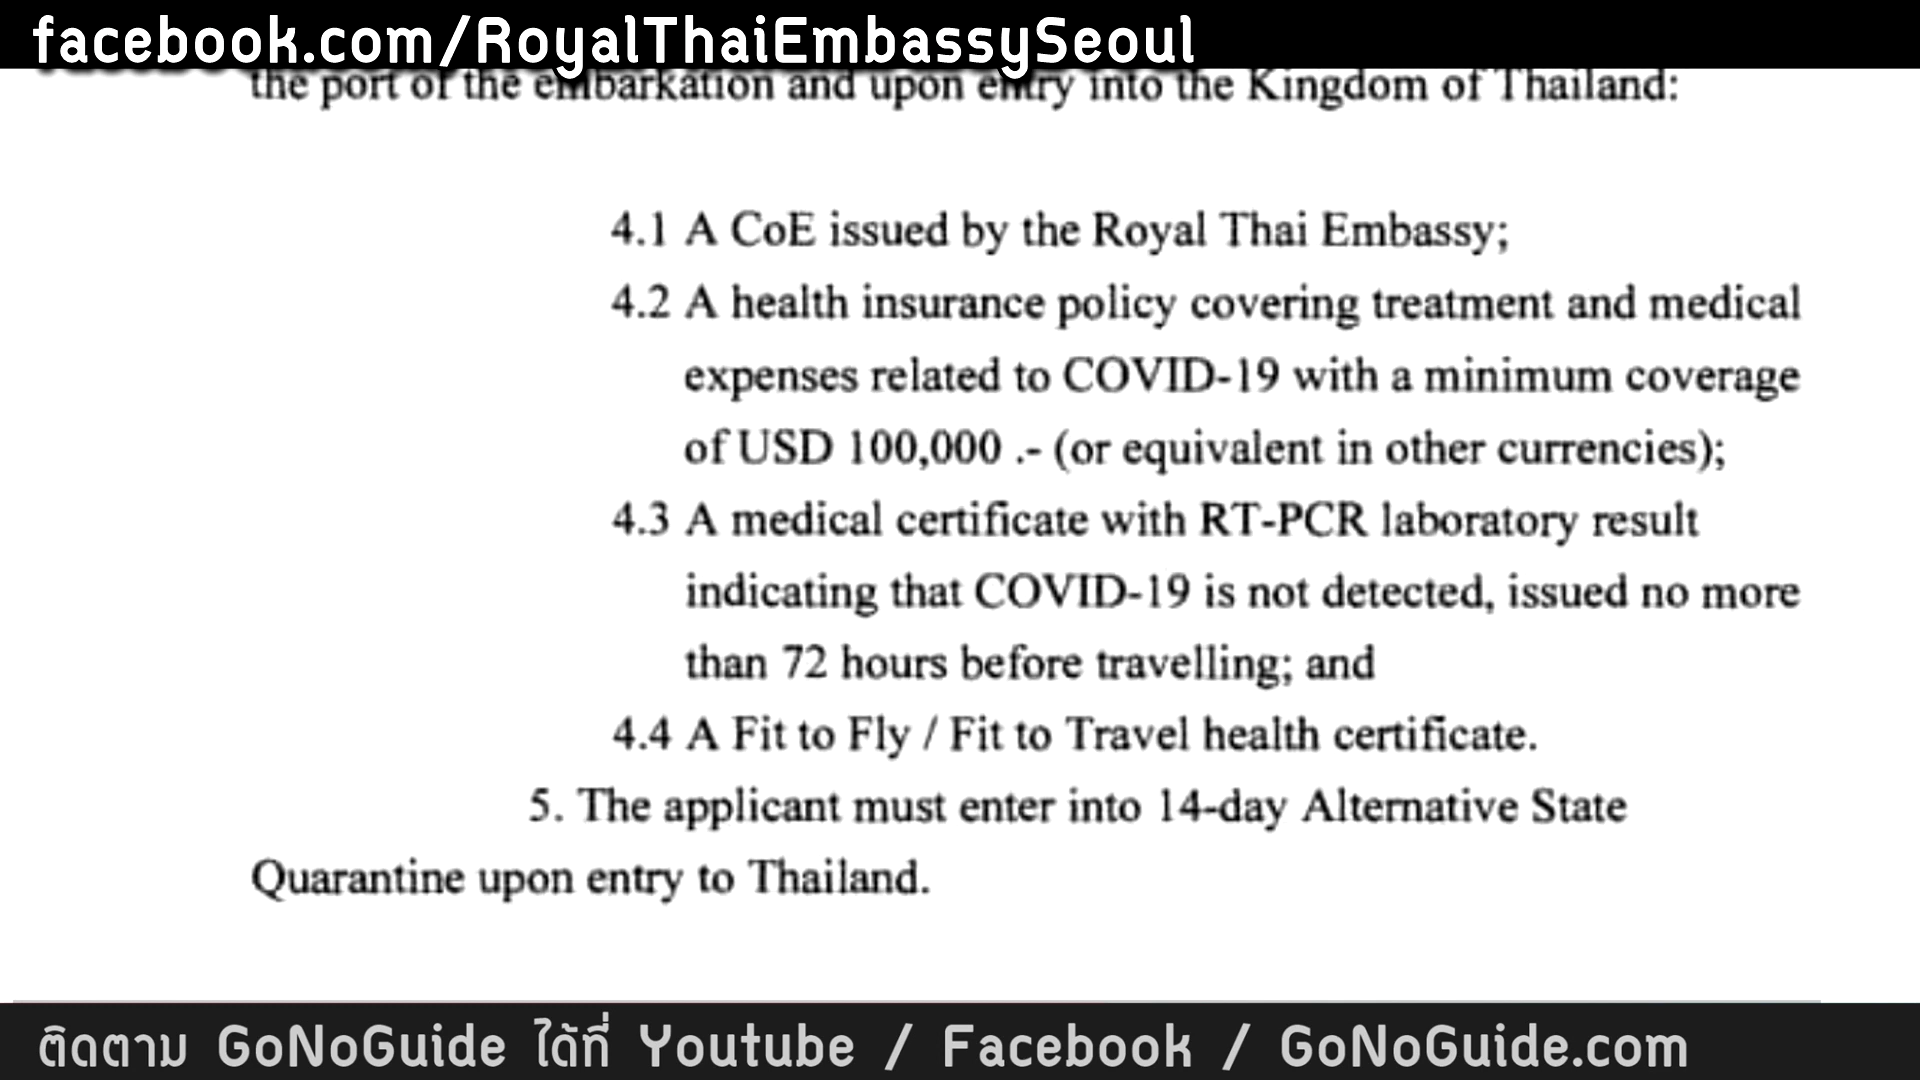 facebook.com/RoyalThaiEmbassySeoul
the port of the embarkation and upon entry into the Kingdom of Thailand:
4.1 A CoE issued by the Royal Thai Embassy;
4.2 A health insurance policy covering treatment and medical
expenses related to COVID-19 with a minimum coverage
of USD 100,000 .- (or equivalent in other currencies);
4.3 A medical certificate with RT-PCR laboratory result
indicating that COVID-19 is not detected, issued no more
than 72 hours before travelling; and
4.4 A Fit to Fly / Fit to Travel health certificate.
5. The applicant must enter into 14-day Alternative State
Quarantine upon entry to Thailand.
ติดตาม GoNoGuide ได้ที่ Youtube / Facebook / GoNoGuide.com